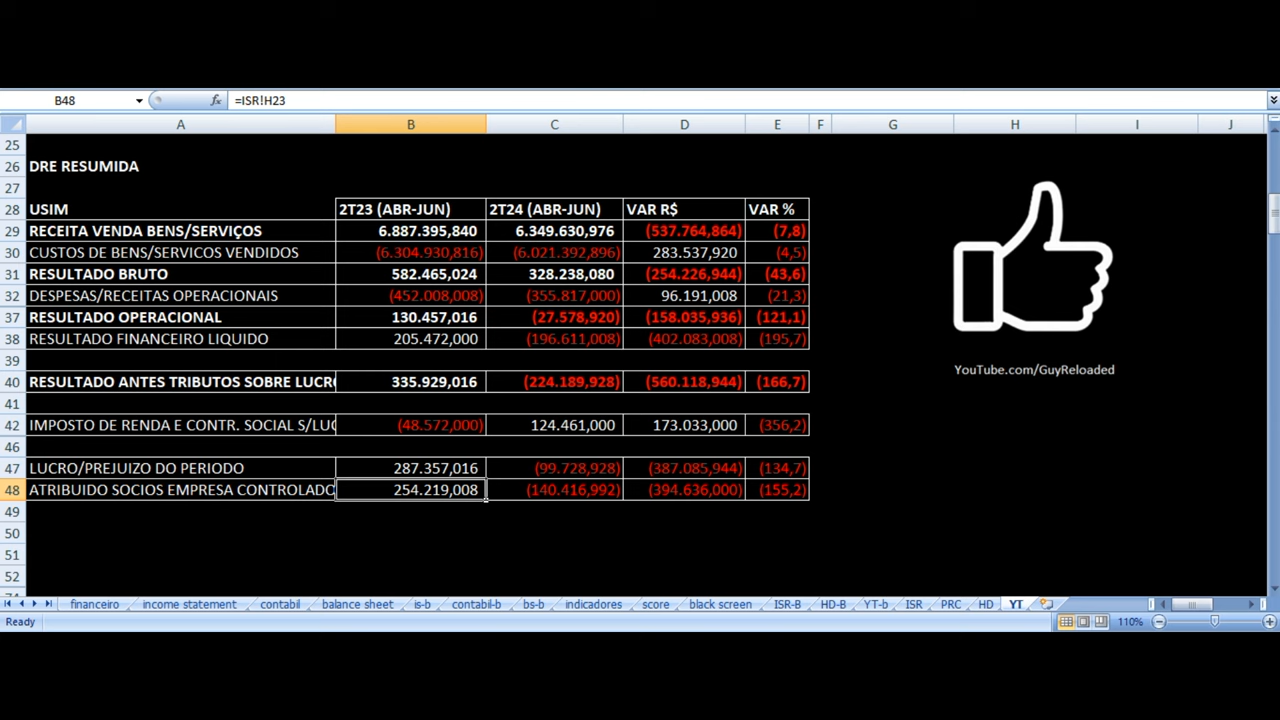 B48 fx =ISR!H23
A B C D E F G H I J
25
26 DRE RESUMIDA
27
28 USIM 2T23 (ABR-JUN) 2T24 (ABR-JUN) VAR R$ VAR %
29 RECEITA VENDA BENS/SERVIÇOS 6.887.395,840 6.349.630,976 (537.764,864) (7,8)
30 CUSTOS DE BENS/SERVICOS VENDIDOS (6.304.930,816) (6.021.392,896) 283.537,920 (4,5)
31 RESULTADO BRUTO 582.465,024 328.238,080 (254.226,944) (43,6)
32 DESPESAS/RECEITAS OPERACIONAIS (452.008,008) (355.817,000) 96.191,008 (21,3)
37 RESULTADO OPERACIONAL 130.457,016 (27.578,920) (158.035,936) (121,1)
38 RESULTADO FINANCEIRO LIQUIDO 205.472,000 (196.611,008) (402.083,008) (195,7)
39
YouTube.com/GuyReloaded
40 RESULTADO ANTES TRIBUTOS SOBRE LUCRO 335.929,016 (224.189,928) (560.118,944) (166,7)
41
42 IMPOSTO DE RENDA E CONTR. SOCIAL S/LUC (48.572,000) 124.461,000 173.033,000 (356,2)
46
47 LUCRO/PREJUIZO DO PERIODO 287.357,016 (99.728,928) (387.085,944) (134,7)
48 ATRIBUIDO SOCIOS EMPRESA CONTROLADO 254.219,008 (140.416,992) (394.636,000) (155,2)
49
50
51
52
financeiro income statement contabil balance sheet is-b contabil-b bs-b indicadores score black screen ISR-B HD-B YT-b ISR PRC HD YT
Ready 110%